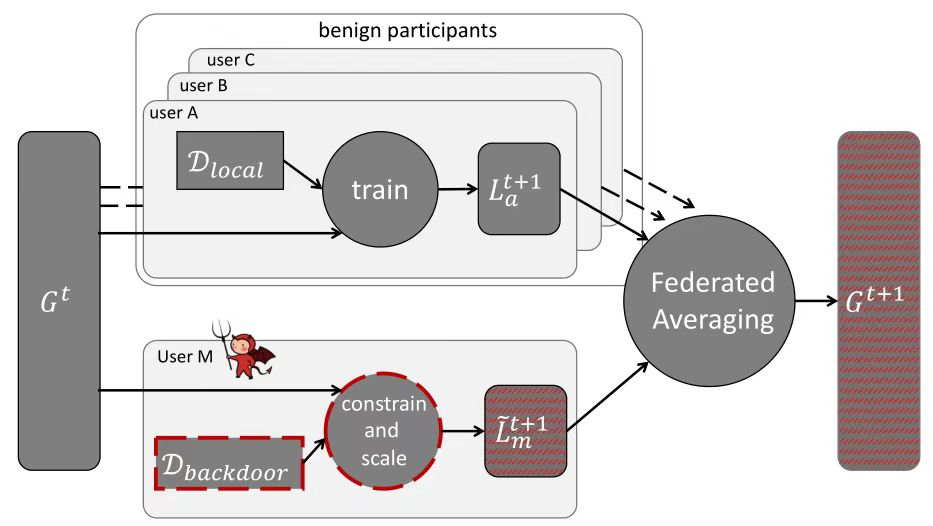 benign participants
user C
user B
user A
𝒟_local
train
L_a^{t+1}
G^t
Federated
Averaging
G^{t+1}
User M
constrain
and
scale
L̃_m^{t+1}
𝒟_backdoor